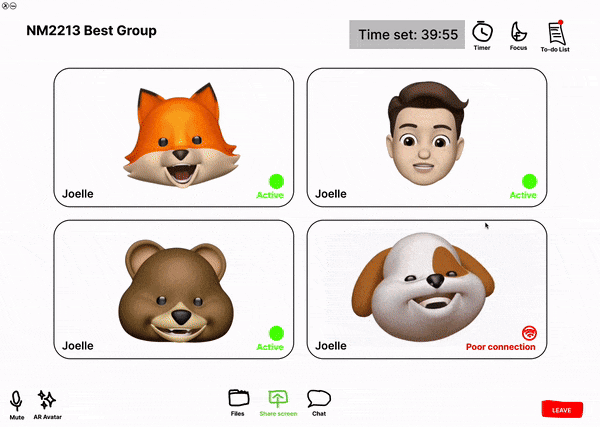 NM2213 Best Group
Time set: 39:55
Timer
Focus
To-do List
Joelle
Active
Joelle
Active
Joelle
Active
Joelle
Poor connection
Mute
AR Avatar
Files
Share screen
Chat
LEAVE